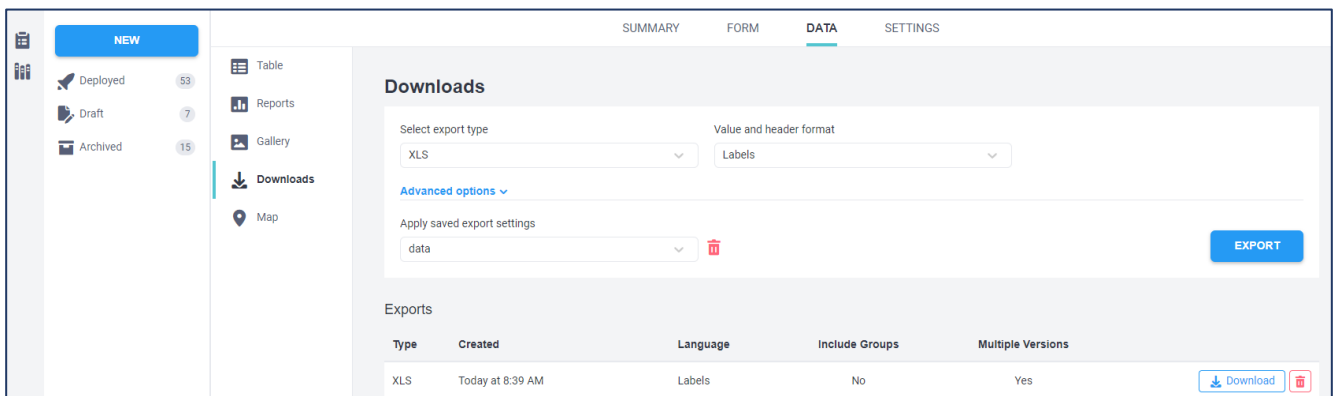 SUMMARY FORM DATA SETTINGS
NEW
Deployed 53
Draft 7
Archived 15
Table
Reports
Gallery
Downloads
Map
Downloads
Select export type Value and header format
XLS Labels
Advanced options
Apply saved export settings
data
EXPORT
Exports
Type Created Language Include Groups Multiple Versions
XLS Today at 8:39 AM Labels No Yes Download